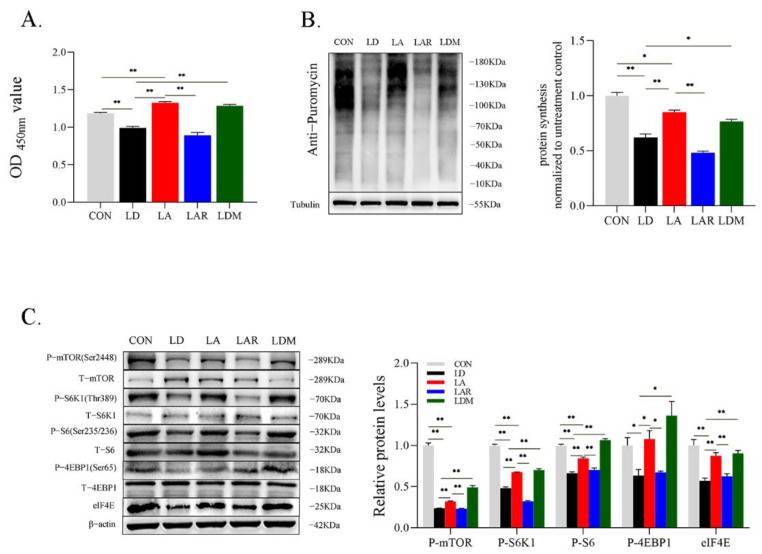 A.
OD 450nm value
2.0
1.5
1.0
0.5
0.0
**
**
**
**
**
CON LD LA LAR LDM
B.
CON LD LA LAR LDM
Anti-Puromycin
-180KDa
-130KDa
-100KDa
-70KDa
-50KDa
-40KDa
-10KDa
Tubulin
-55KDa
protein synthesis
normalized to untreatment control
1.5
1.0
0.5
0.0
*
*
**
**
**
CON LD LA LAR LDM
C.
CON LD LA LAR LDM
P-mTOR(Ser2448) -289KDa
T-mTOR -289KDa
P-S6K1(Thr389) -70KDa
T-S6K1 -70KDa
P-S6(Ser235/236) -32KDa
T-S6 -32KDa
P-4EBP1(Ser65) -18KDa
T-4EBP1 -18KDa
eIF4E -25KDa
β-actin -42KDa
Relative protein levels
2.0
1.5
1.0
0.5
0.0
CON
LD
LA
LAR
LDM
** ** ** ** **
** ** ** ** **
** ** ** ** **
* * * *
** ** ** **
P-mTOR P-S6K1 P-S6 P-4EBP1 eIF4E